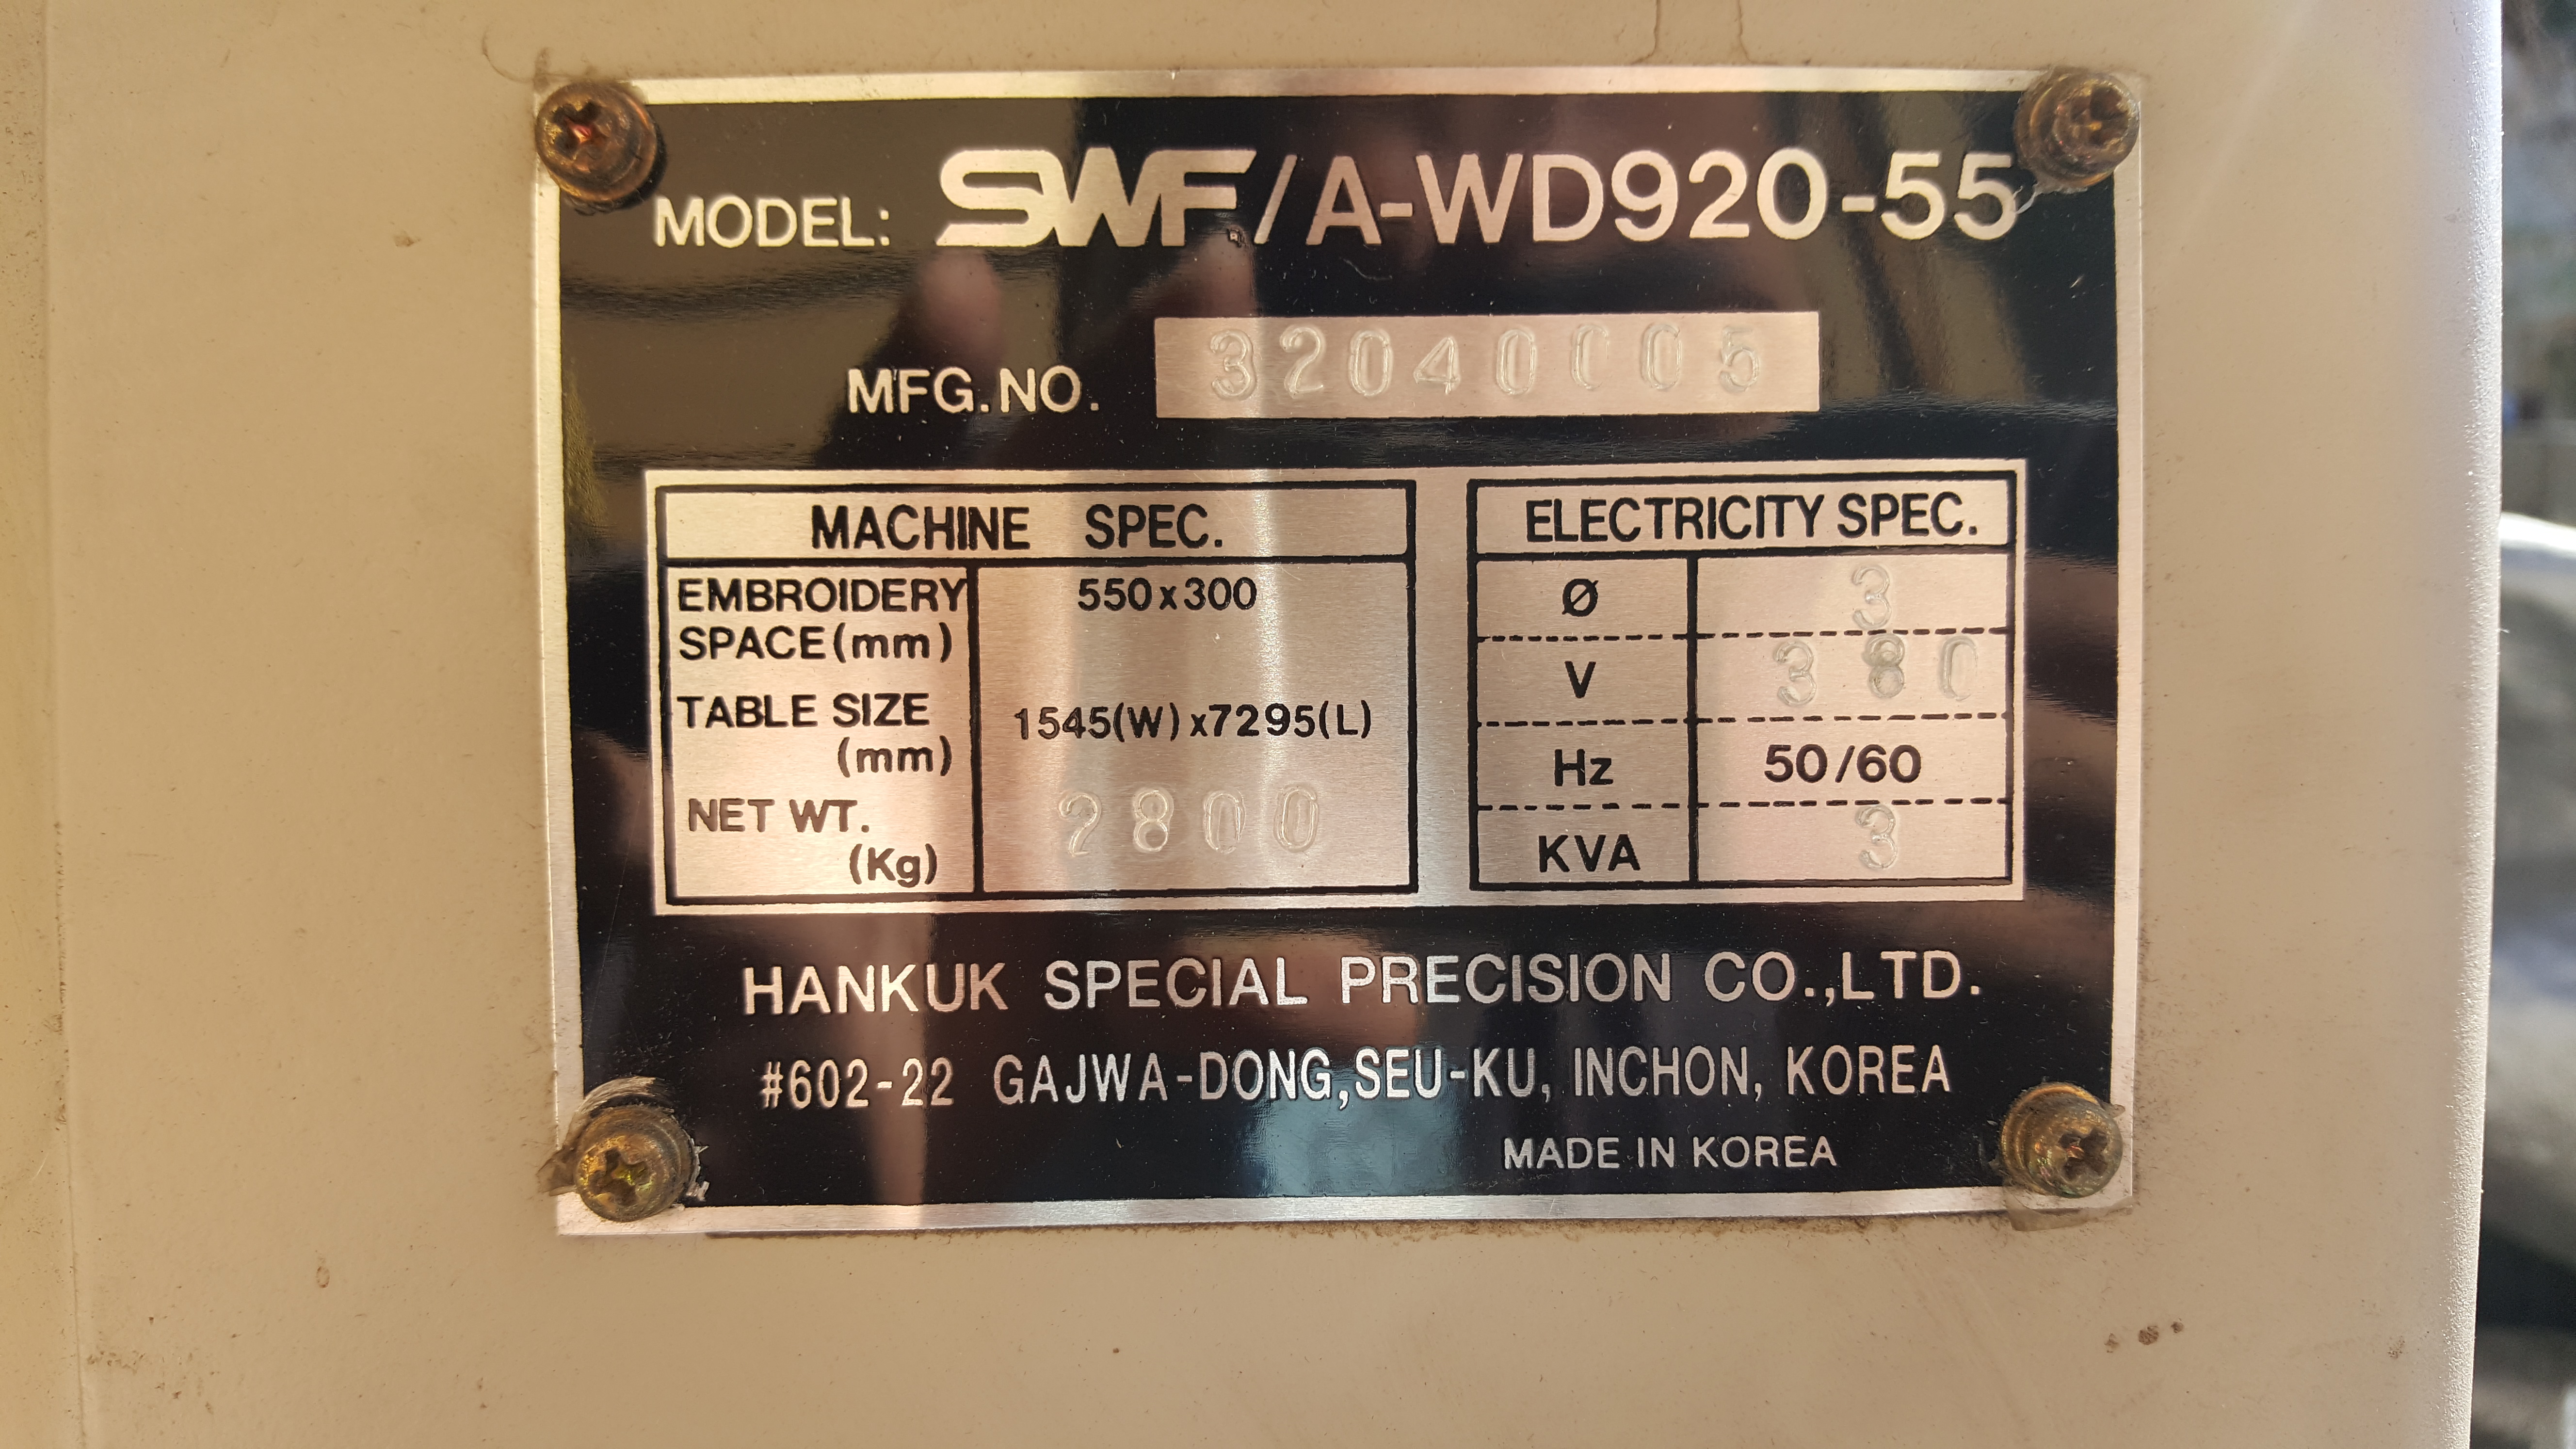 MODEL: SWF/A-WD920-55
MFG.NO. 32040005
MACHINE SPEC.
EMBROIDERY SPACE(mm) 550x300
TABLE SIZE (mm) 1545(W)x7295(L)
NET WT. (Kg) 2800
ELECTRICITY SPEC.
Ø 3
V 380
Hz 50/60
KVA 3
HANKUK SPECIAL PRECISION CO.,LTD.
#602-22 GAJWA-DONG,SEU-KU, INCHON, KOREA
MADE IN KOREA